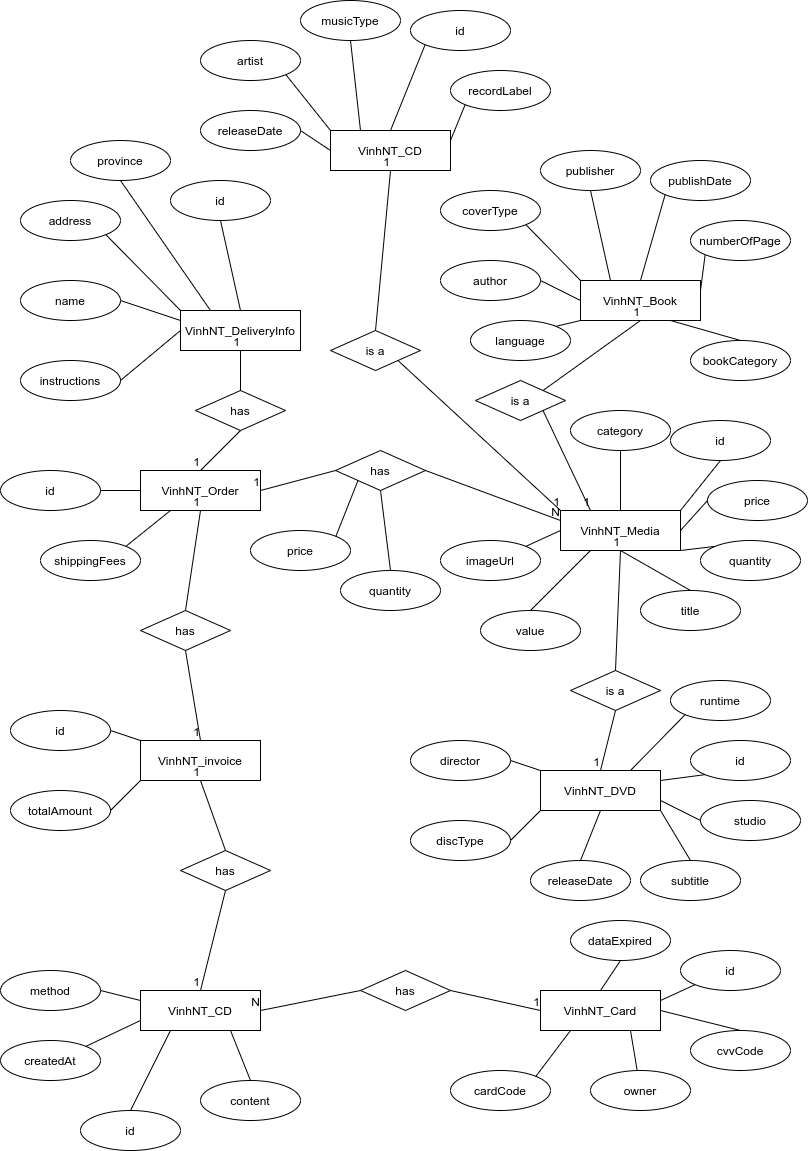 musicType
id
artist
recordLabel
releaseDate
VinhNT_CD
1
province
publisher
publishDate
id
coverType
address
numberOfPage
author
name
VinhNT_Book
1
VinhNT_DeliveryInfo
1
language
is a
bookCategory
instructions
is a
has
category
id
1
has
id
VinhNT_Order
1
1
price
1
1
N
VinhNT_Media
1
price
shippingFees
imageUrl
quantity
quantity
title
has
value
is a
runtime
id
1
VinhNT_invoice
1
director
1
id
VinhNT_DVD
totalAmount
studio
discType
has
releaseDate
subtitle
dataExpired
id
1
method
N
has
1
VinhNT_CD
VinhNT_Card
createdAt
cvvCode
cardCode
owner
content
id